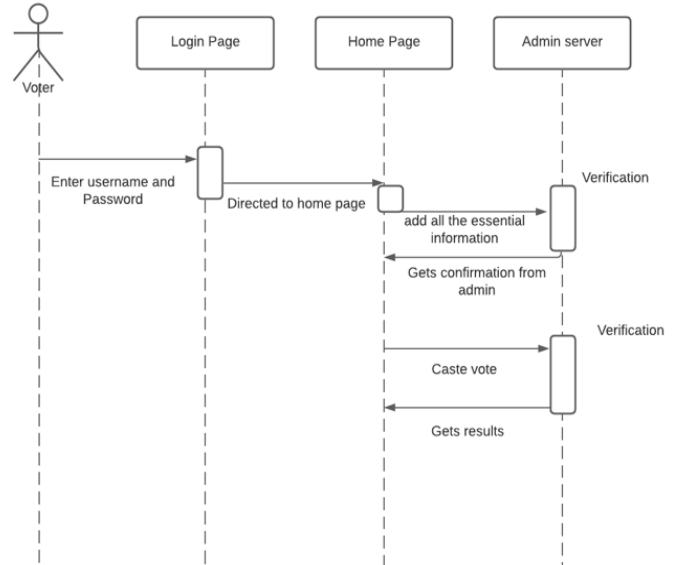 Login Page
Home Page
Admin server
Voter
Verification
Enter username and
Password
Directed to home page
add all the essential
information
Gets confirmation from
admin
Verification
Caste vote
Gets results